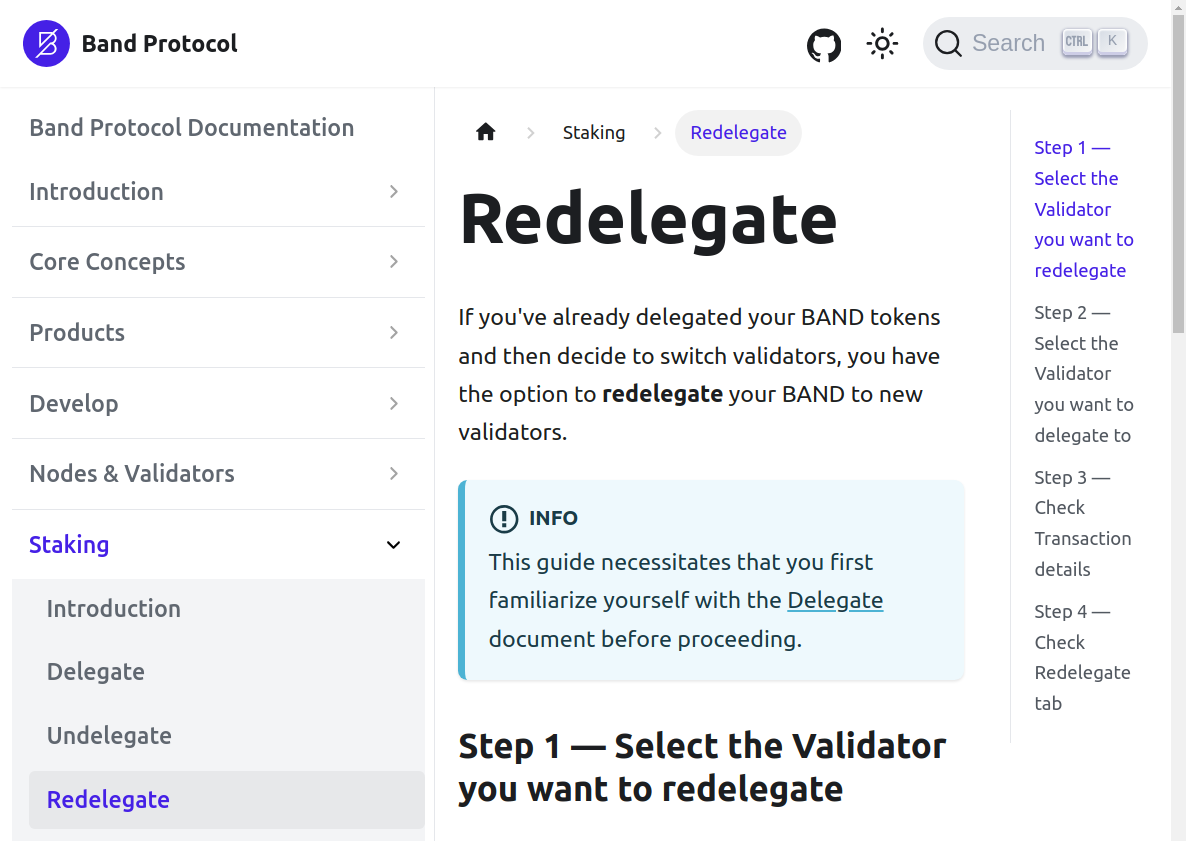 Band Protocol
Search CTRL K
Band Protocol Documentation
Introduction
Core Concepts
Products
Develop
Nodes & Validators
Staking
Introduction
Delegate
Undelegate
Redelegate
Staking
Redelegate
Redelegate
If you've already delegated your BAND tokens
and then decide to switch validators, you have
the option to redelegate your BAND to new
validators.
INFO
This guide necessitates that you first
familiarize yourself with the Delegate
document before proceeding.
Step 1 — Select the Validator
you want to redelegate
Step 1 —
Select the
Validator
you want to
redelegate
Step 2 —
Select the
Validator
you want to
delegate to
Step 3 —
Check
Transaction
details
Step 4 —
Check
Redelegate
tab